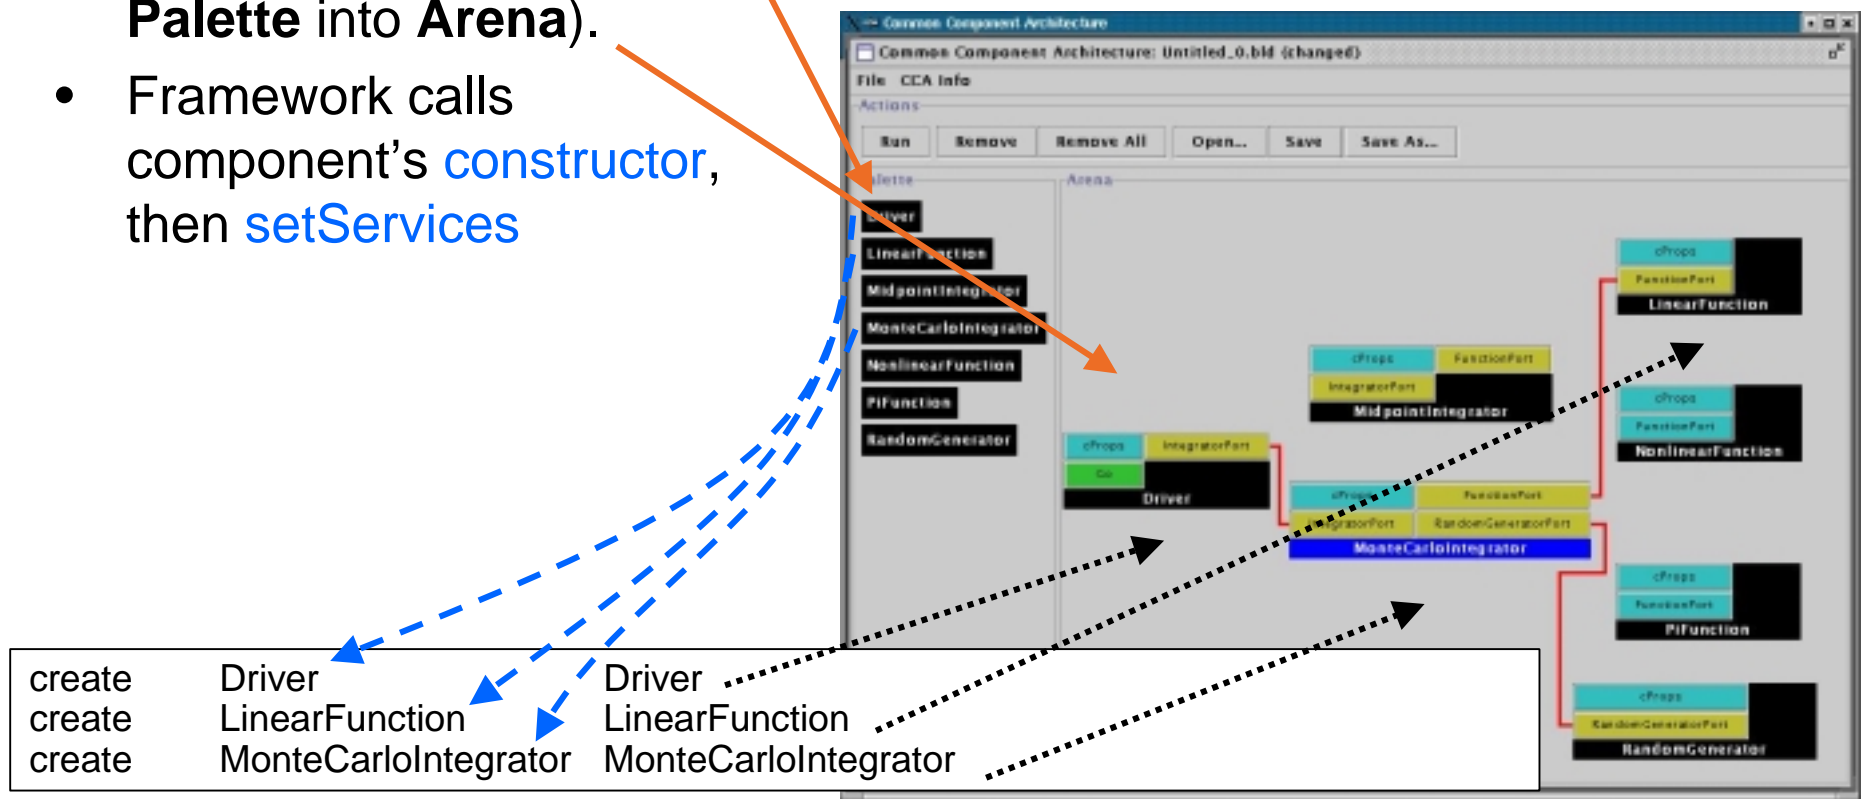 Palette into Arena).
• Framework calls
component's constructor,
then setServices
Common Component Architecture
Common Component Architecture: Untitled_0.bld (changed)
File CCA Info
Actions
Run Remove Remove All Open... Save Save As...
Arena
Driver
LinearFunction
MidpointIntegrator
MonteCarloIntegrator
NonlinearFunction
PiFunction
RandomGenerator
cProps
FunctionPort
LinearFunction
cProps FunctionPort
IntegratorPort
MidpointIntegrator
cProps
FunctionPort
NonlinearFunction
cProps IntegratorPort
Go
Driver
cProps FunctionPort
IntegratorPort RandomGeneratorPort
MonteCarloIntegrator
cProps
FunctionPort
PiFunction
cProps
RandomGeneratorPort
RandomGenerator
create Driver Driver
create LinearFunction LinearFunction
create MonteCarloIntegrator MonteCarloIntegrator